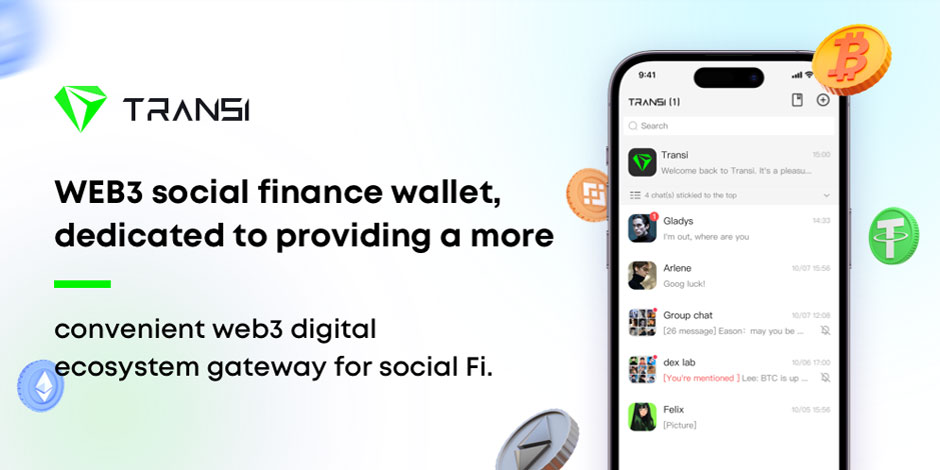 TRANSI
WEB3 social finance wallet,
dedicated to providing a more
convenient web3 digital
ecosystem gateway for social Fi.
9:41
TRANSI (1)
Search
Transi 15:00
Welcome back to Transi. It's a pleasu...
4 chat(s) stickied to the top
1
Gladys 14:33
I'm out, where are you
Arlene 10/07 15:56
Goog luck!
Group chat 10/07 12:08
[26 message] Eason: may you be ...
dex lab 10/06 17:00
[You're mentioned ] Lee: BTC is up ...
Felix 10/05 15:56
[Picture]